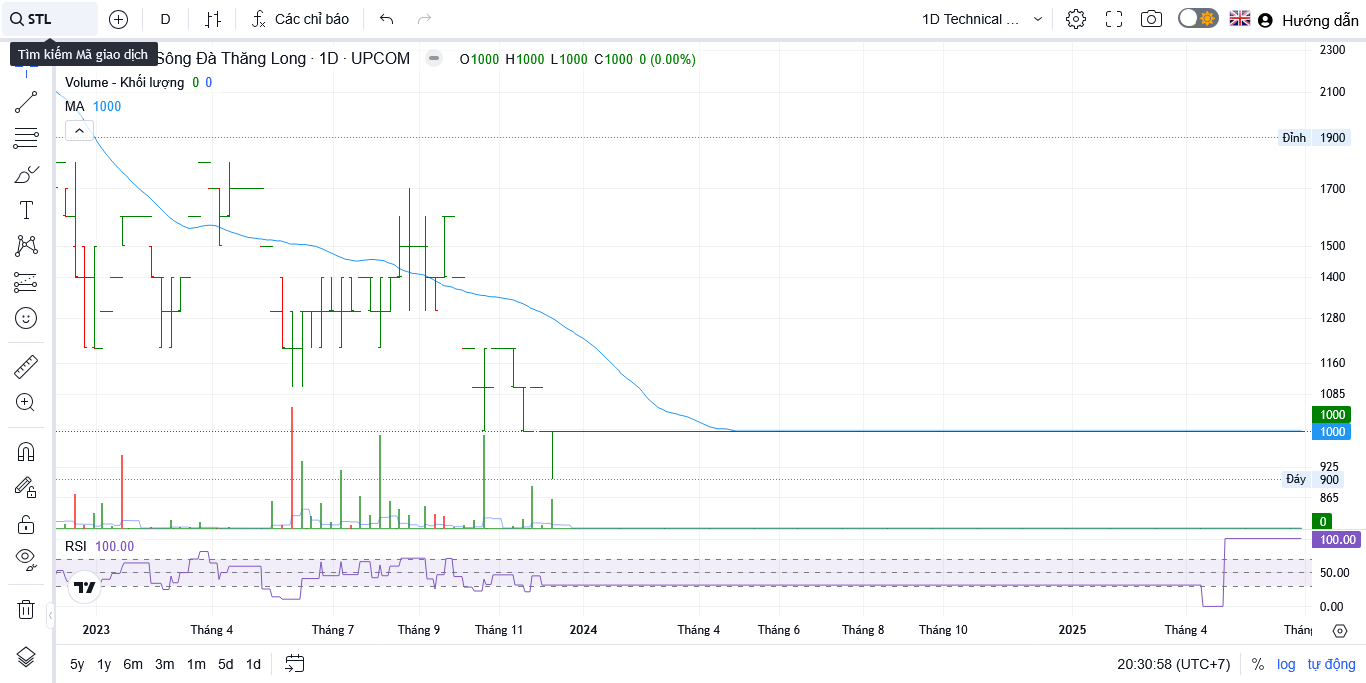 STL
D
Các chỉ báo
1D Technical ...
Hướng dẫn
Tìm kiếm Mã giao dịch
Sông Đà Thăng Long · 1D · UPCOM
O1000 H1000 L1000 C1000 0 (0.00%)
Volume - Khối lượng 0 0
MA 1000
2300
2100
Đỉnh 1900
1700
1500
1400
1280
1160
1085
1000
1000
925
Đáy 900
865
0
RSI 100.00
100.00
50.00
0.00
2023 Tháng 4 Tháng 7 Tháng 9 Tháng 11 2024 Tháng 4 Tháng 6 Tháng 8 Tháng 10 2025 Tháng 4
5y 1y 6m 3m 1m 5d 1d
20:30:58 (UTC+7) % log tự động